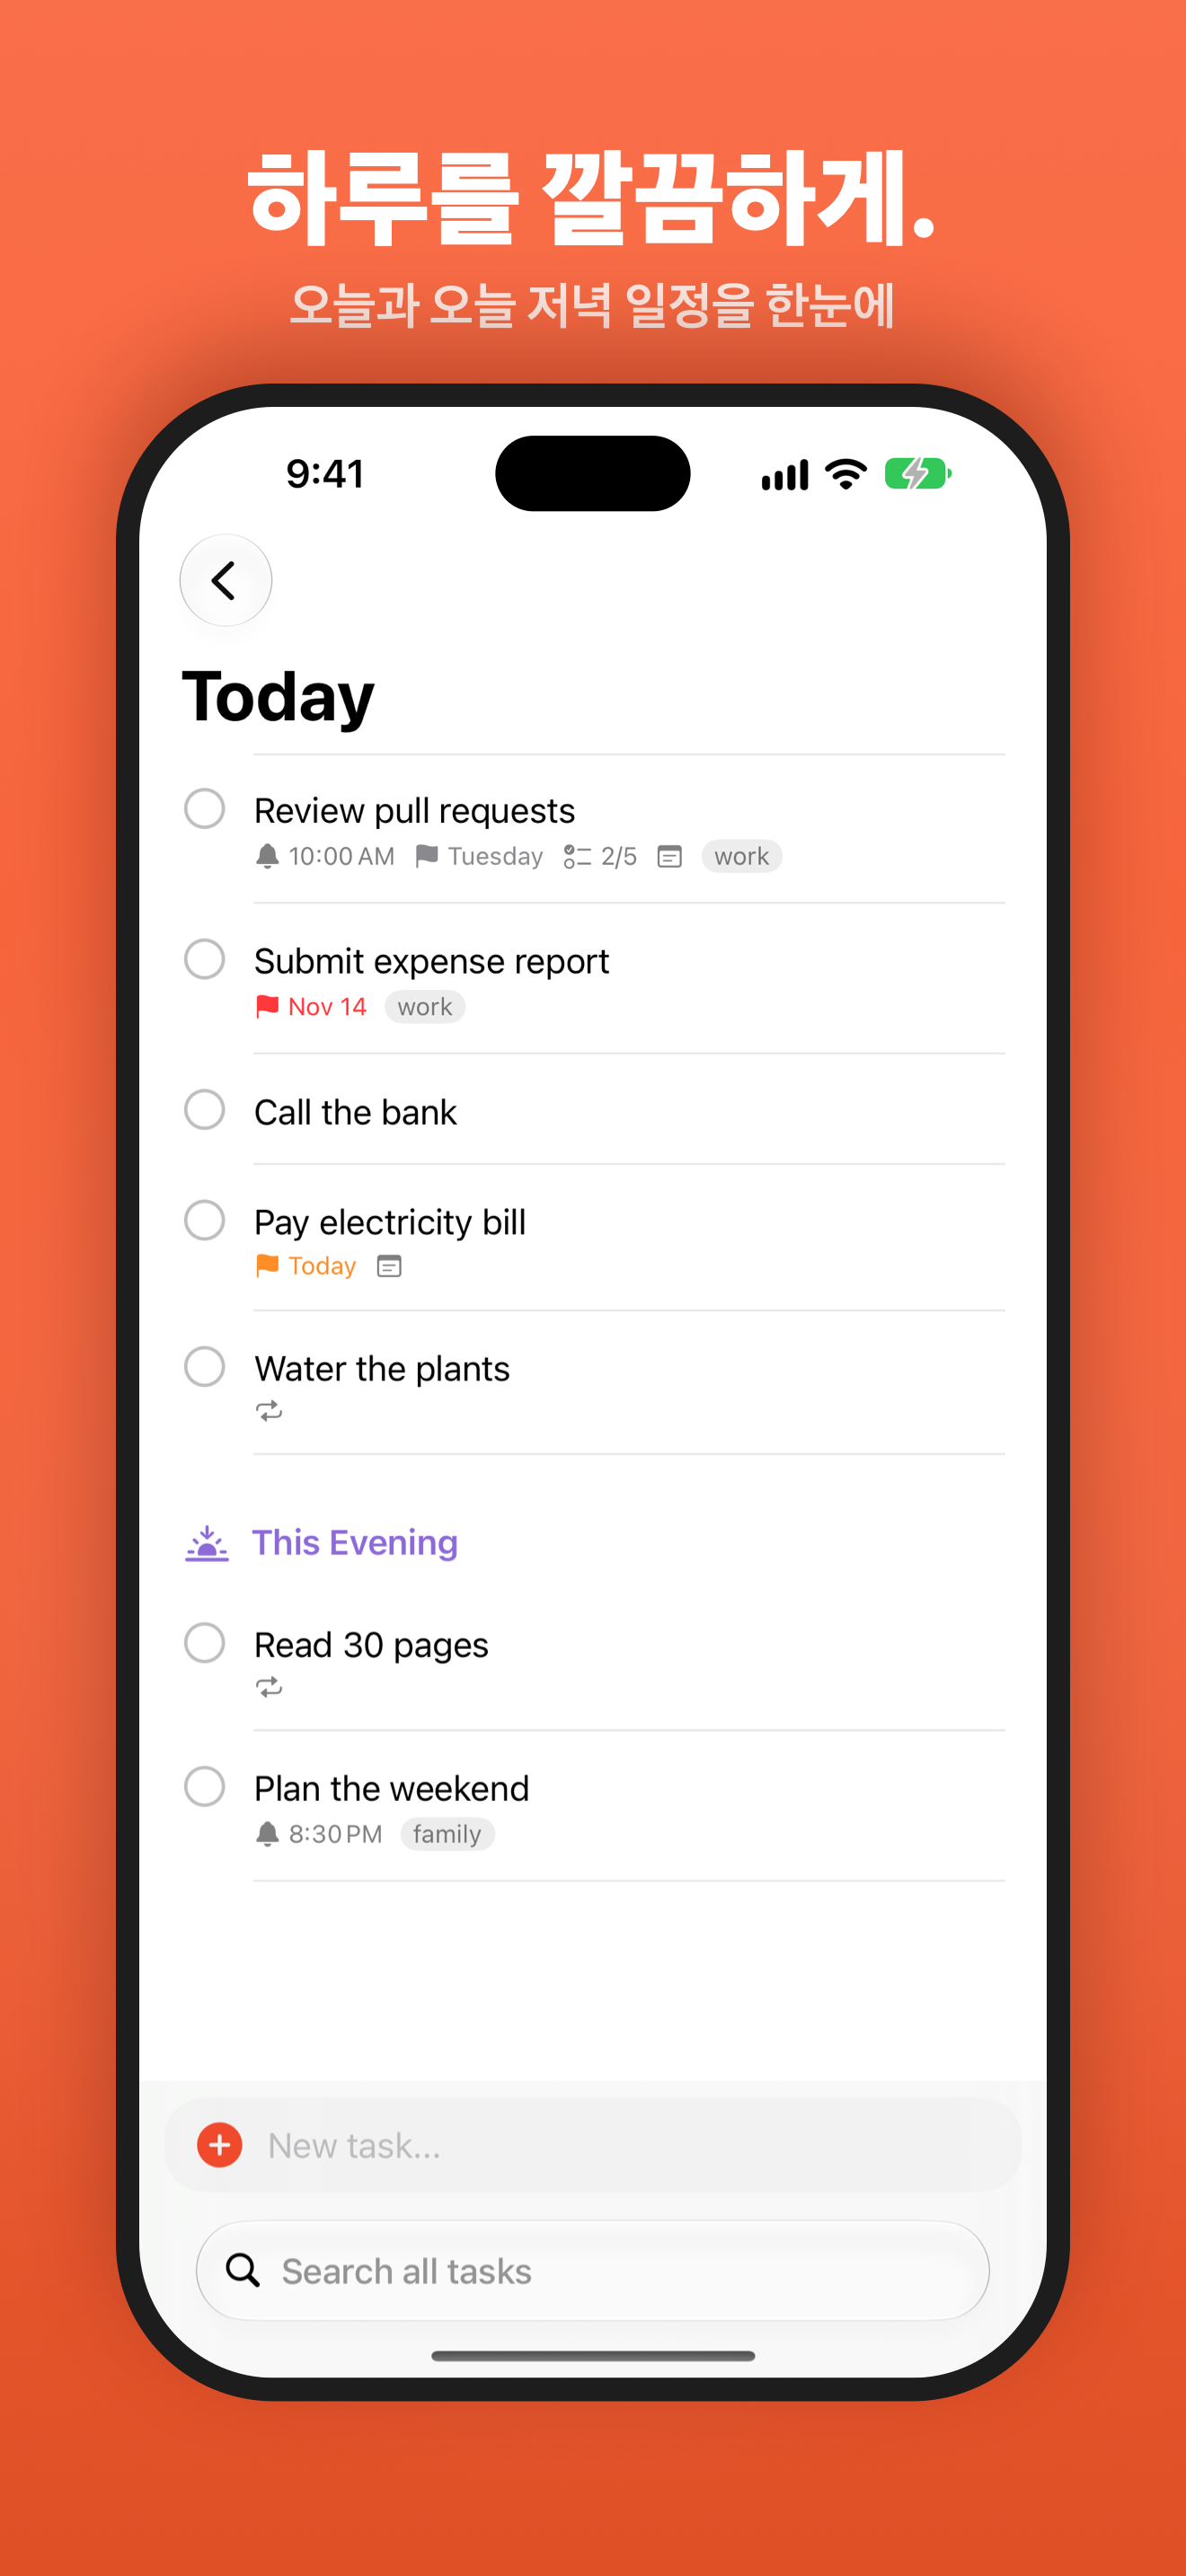 하루를 깔끔하게.
오늘과 오늘 저녁 일정을 한눈에
9:41
Today
Review pull requests
10:00 AM Tuesday 2/5 work
Submit expense report
Nov 14 work
Call the bank
Pay electricity bill
Today
Water the plants
This Evening
Read 30 pages
Plan the weekend
8:30 PM family
New task...
Search all tasks